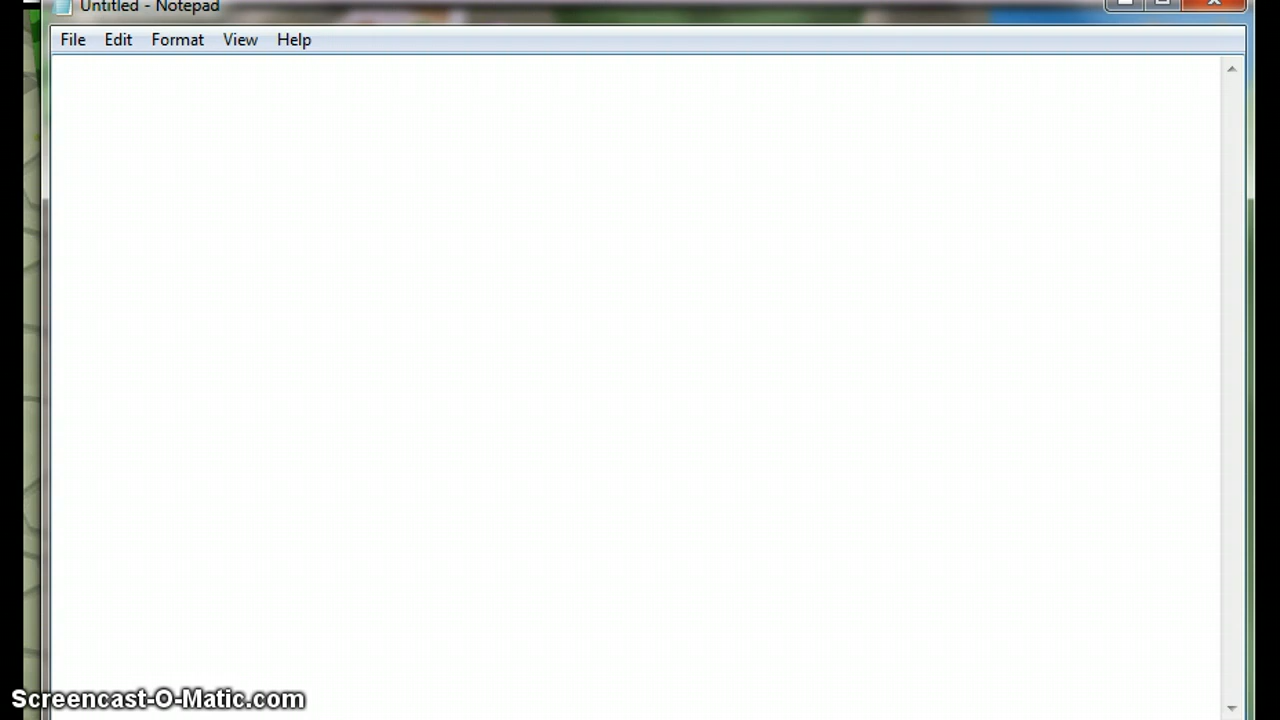 Untitled - Notepad
File Edit Format View Help
Screencast-O-Matic.com